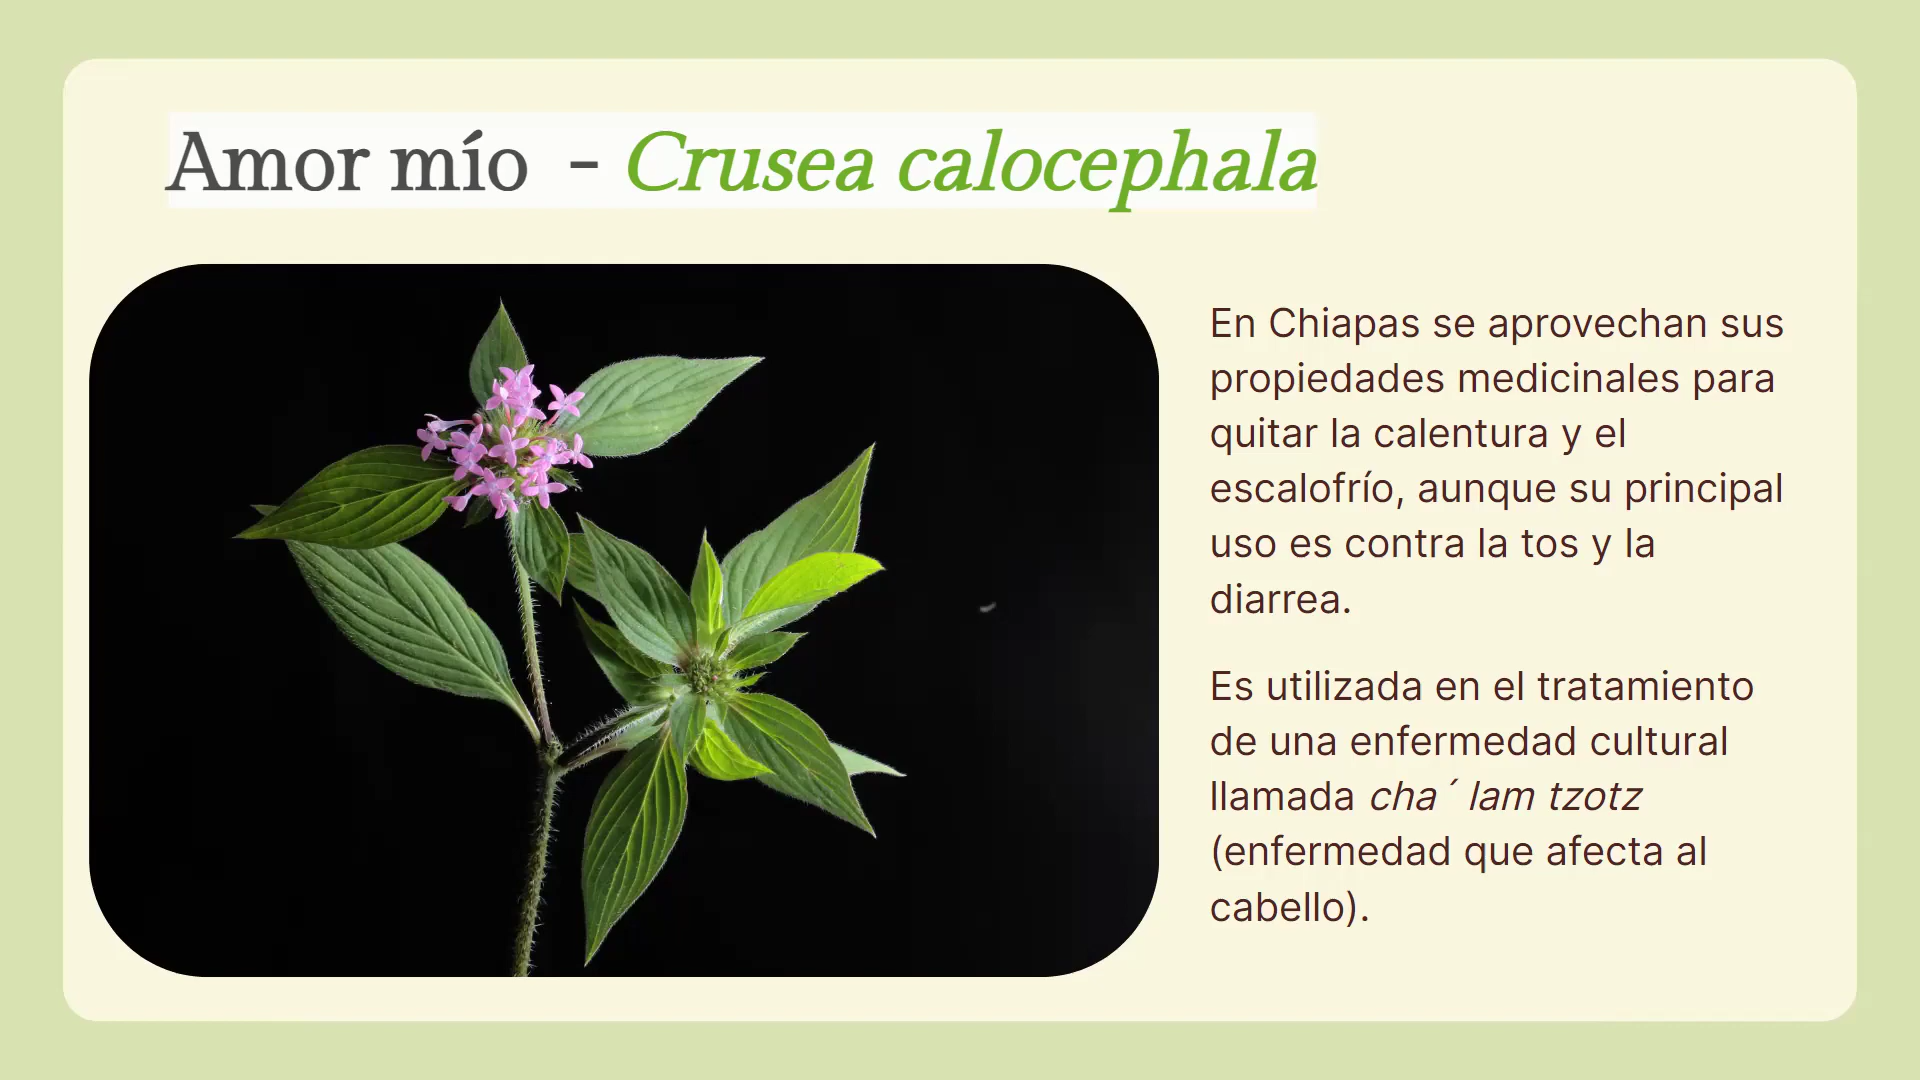 Amor mío - Crusea calocephala
En Chiapas se aprovechan sus
propiedades medicinales para
quitar la calentura y el
escalofrío, aunque su principal
uso es contra la tos y la
diarrea.
Es utilizada en el tratamiento
de una enfermedad cultural
llamada cha´ lam tzotz
(enfermedad que afecta al
cabello).